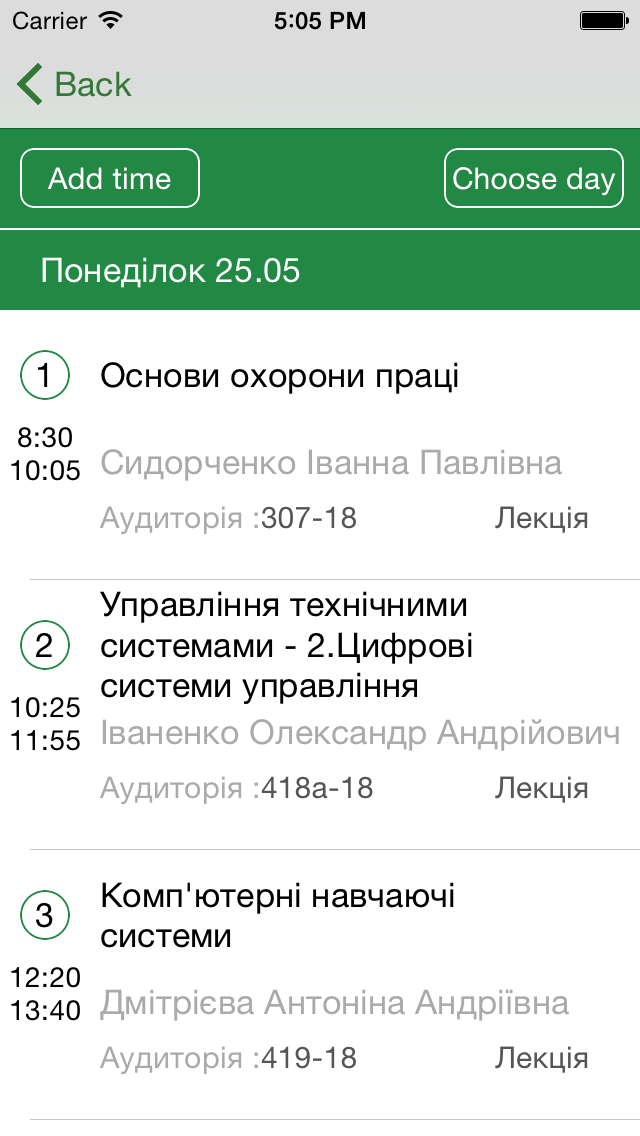 Carrier 5:05 PM
Back
Add time Choose day
Понеділок 25.05
1 Основи охорони праці
8:30
10:05
Сидорченко Іванна Павлівна
Аудиторія :307-18 Лекція
Управління технічними
2 системами - 2.Цифрові
системи управління
10:25
11:55
Іваненко Олександр Андрійович
Аудиторія :418а-18 Лекція
3 Комп'ютерні навчаючі
системи
12:20
13:40
Дмітрієва Антоніна Андріївна
Аудиторія :419-18 Лекція